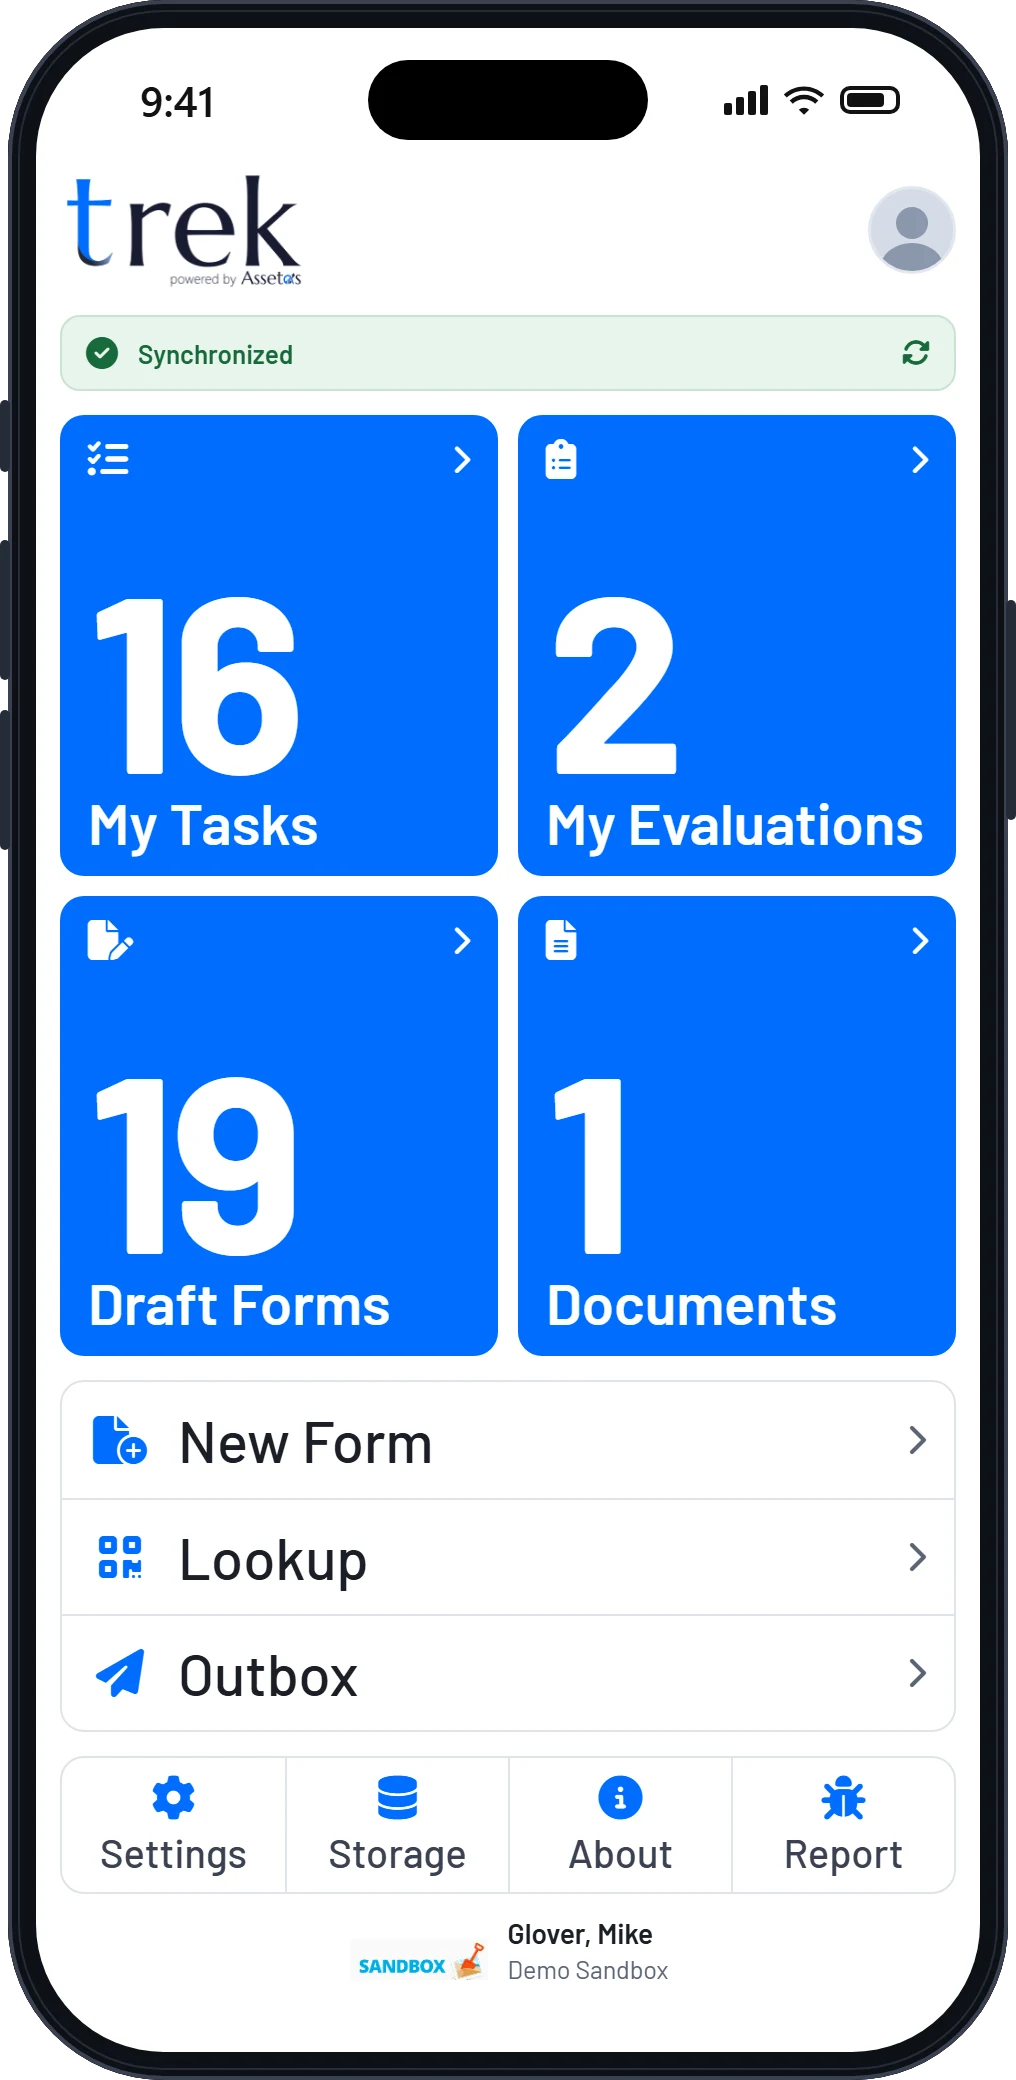 9:41
trek
powered by Assetas
Synchronized
16
My Tasks
2
My Evaluations
19
Draft Forms
1
Documents
New Form
Lookup
Outbox
Settings
Storage
About
Report
SANDBOX
Glover, Mike
Demo Sandbox